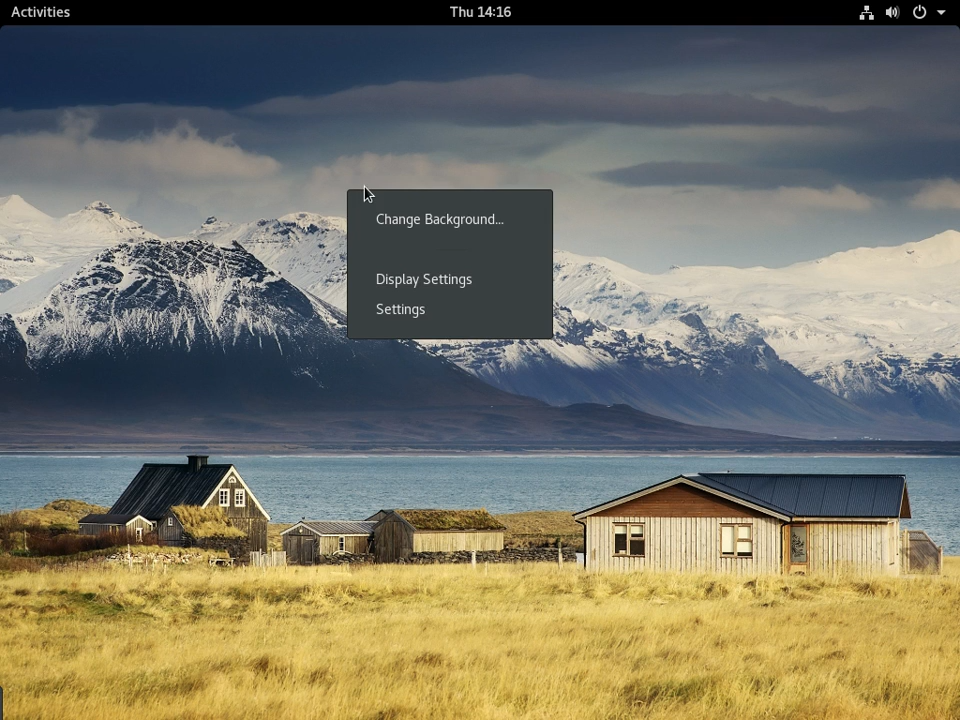 Activities
Thu 14:16
Change Background...
Display Settings
Settings